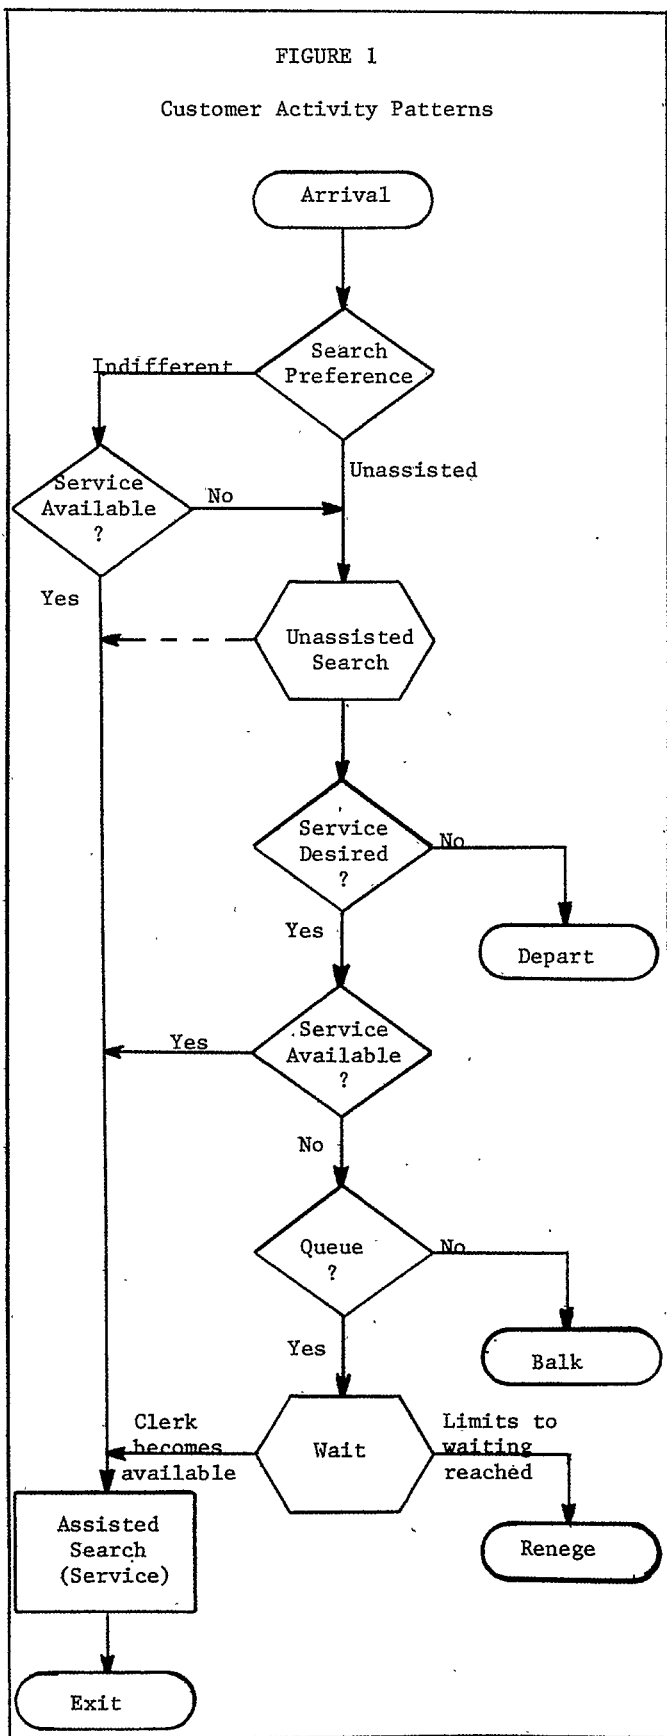 FIGURE 1
Customer Activity Patterns
Arrival
Search
Preference
Indifferent
Unassisted
Service
Available
?
No
Yes
Unassisted
Search
Service
Desired
?
No
Yes
Depart
Service
Available
?
Yes
No
Queue
?
No
Yes
Balk
Clerk
becomes
available
Wait
Limits to
waiting
reached
Assisted
Search
(Service)
Renege
Exit